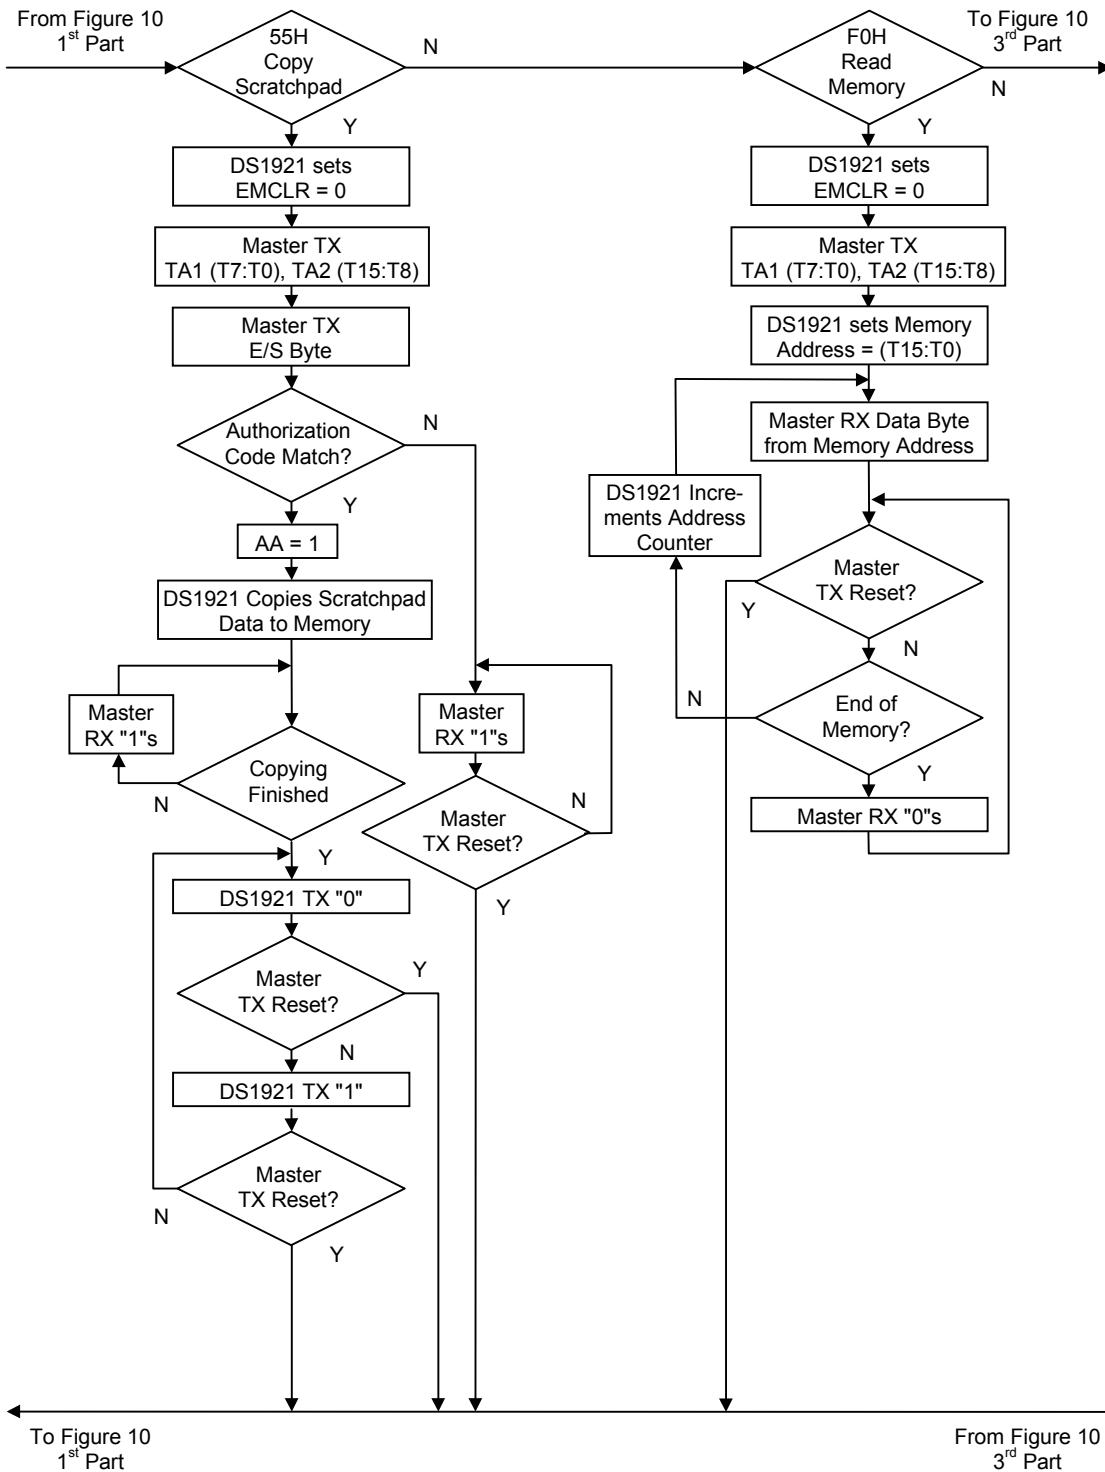 From Figure 10
1st Part
55H
Copy
Scratchpad
N
F0H
Read
Memory
To Figure 10
3rd Part
N
Y
Y
DS1921 sets
EMCLR = 0
DS1921 sets
EMCLR = 0
Master TX
TA1 (T7:T0), TA2 (T15:T8)
Master TX
TA1 (T7:T0), TA2 (T15:T8)
Master TX
E/S Byte
DS1921 sets Memory
Address = (T15:T0)
Authorization
Code Match?
N
Y
Master RX Data Byte
from Memory Address
DS1921 Incre-
ments Address
Counter
AA = 1
DS1921 Copies Scratchpad
Data to Memory
Master
TX Reset?
Y
N
Master
RX "1"s
Master
RX "1"s
End of
Memory?
N
Y
Copying
Finished
N
Y
Master
TX Reset?
N
Y
Master RX "0"s
DS1921 TX "0"
Master
TX Reset?
Y
N
DS1921 TX "1"
Master
TX Reset?
N
Y
To Figure 10
1st Part
From Figure 10
3rd Part